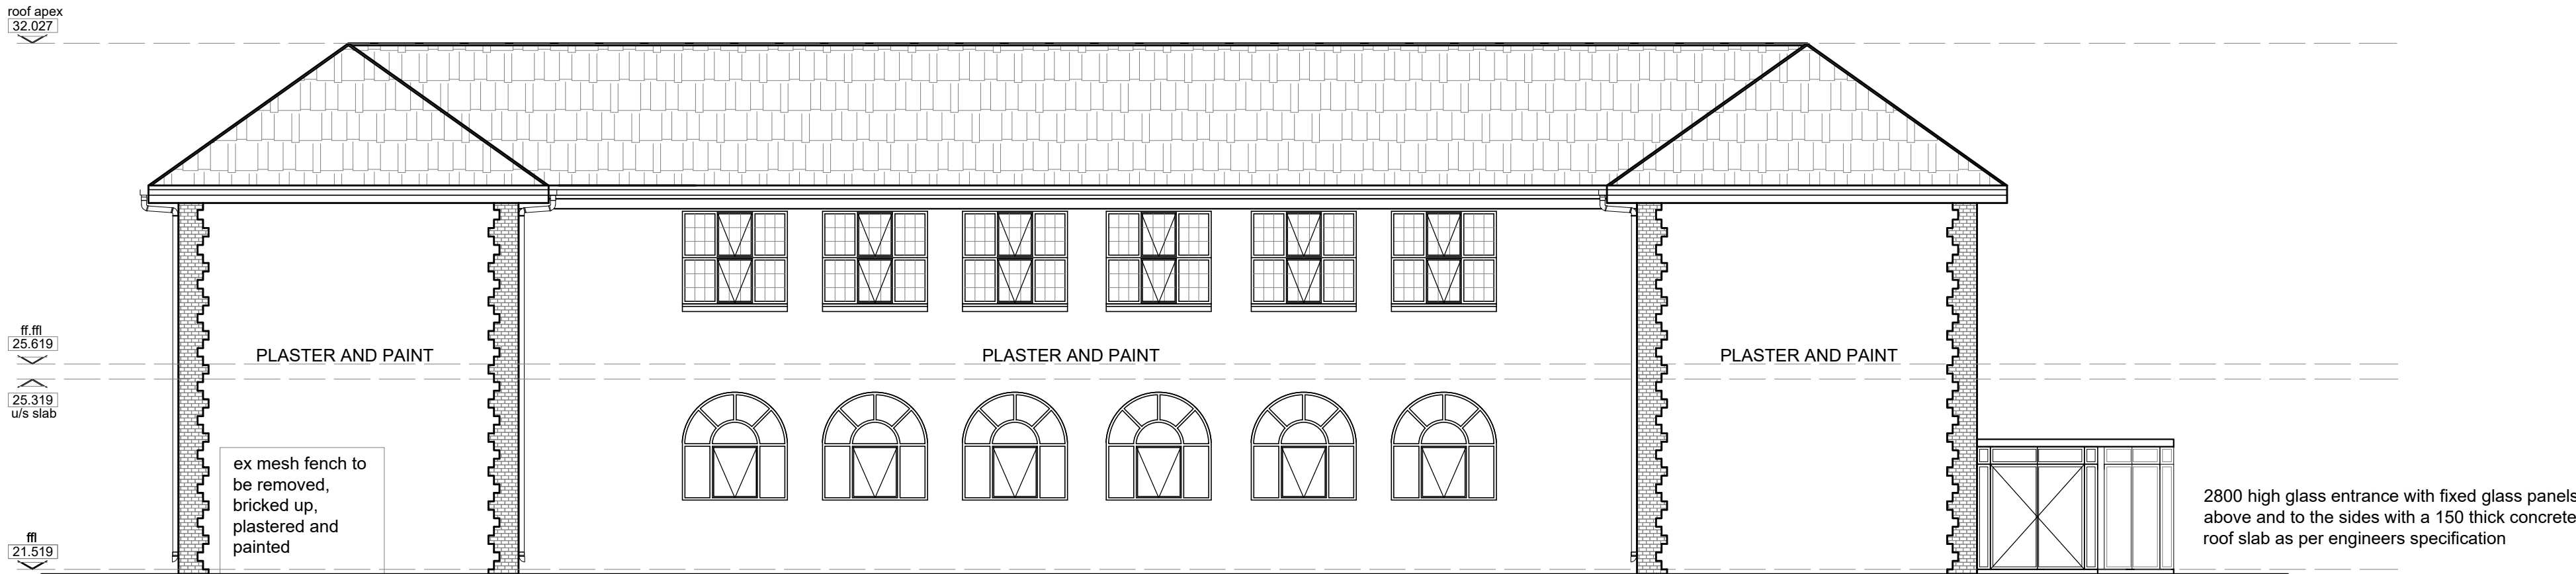 roof apex
32.027
ff.ffl
25.619
25.319
u/s slab
ffl
21.519
PLASTER AND PAINT
PLASTER AND PAINT
PLASTER AND PAINT
ex mesh fench to
be removed,
bricked up,
plastered and
painted
2800 high glass entrance with fixed glass panels
above and to the sides with a 150 thick concrete
roof slab as per engineers specification